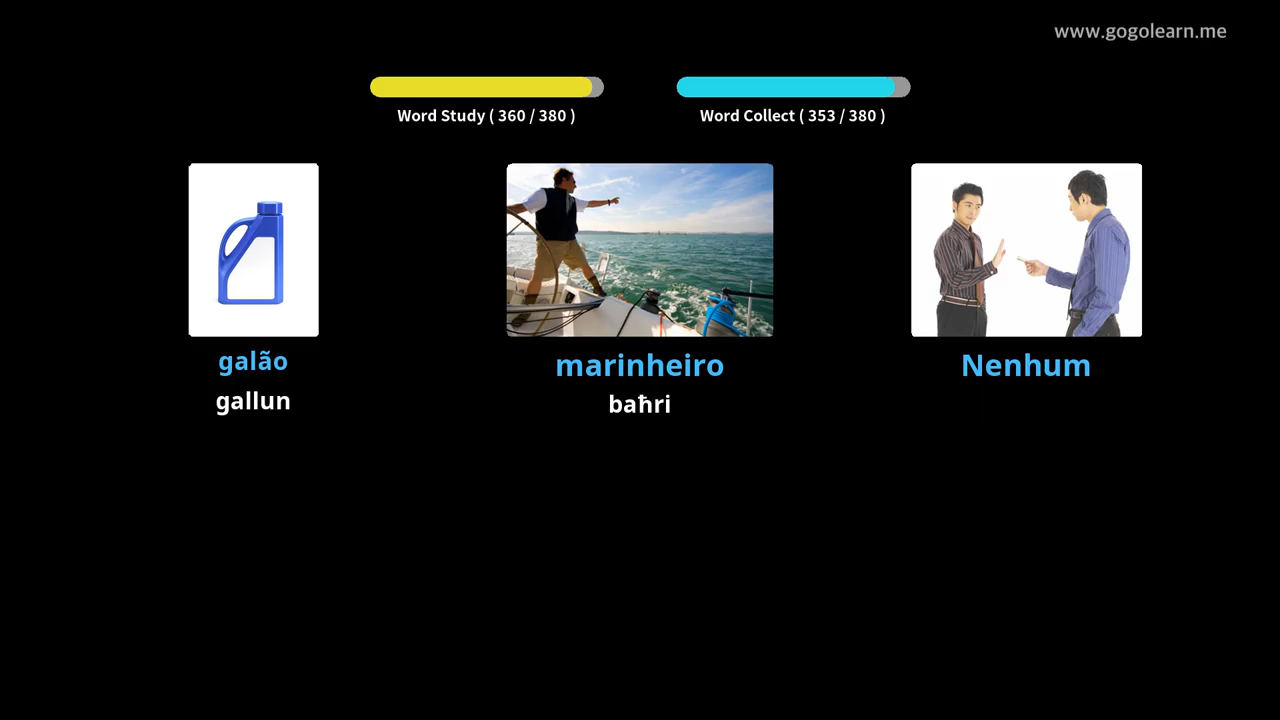 www.gogolearn.me
Word Study ( 360 / 380 )
Word Collect ( 353 / 380 )
galão
marinheiro
Nenhum
gallun
baħri